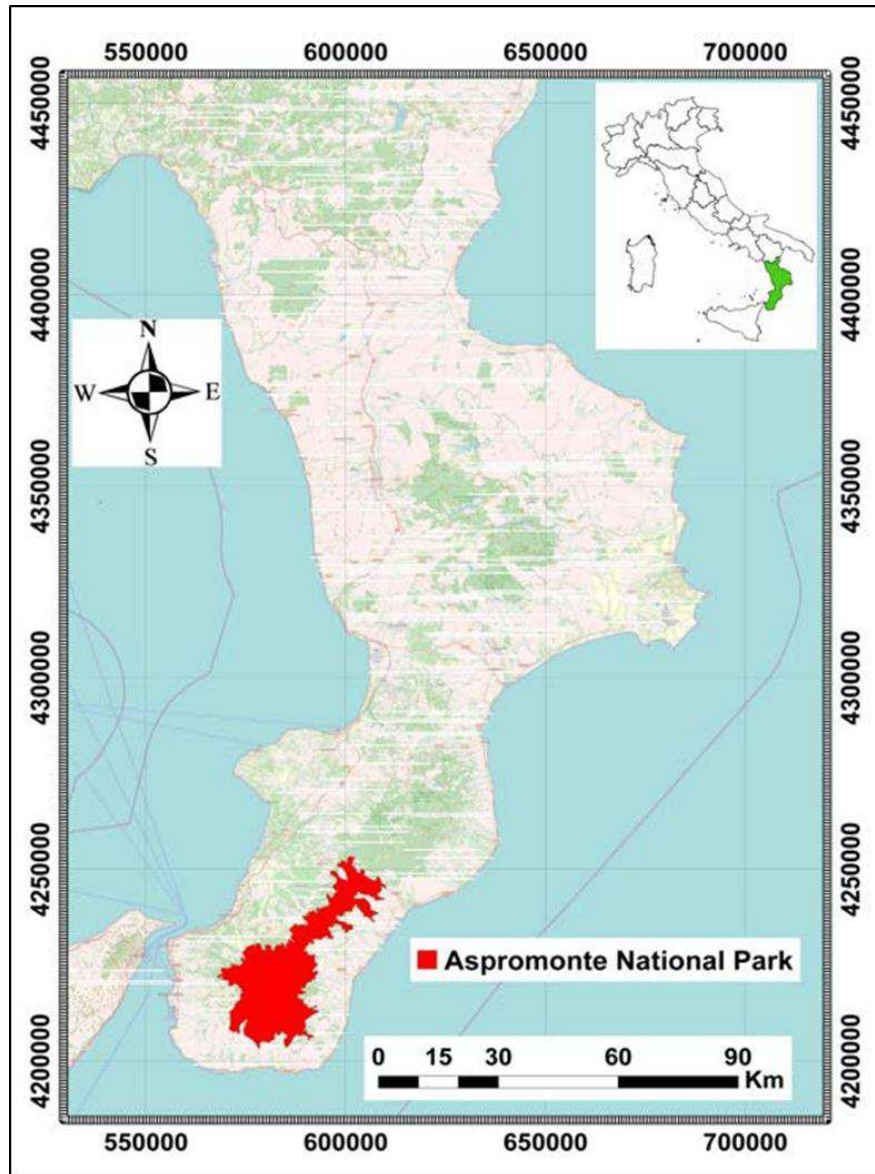 550000 600000 650000 700000
4450000 4450000
4400000 4400000
N
W E
S
4350000 4350000
4300000 4300000
4250000 4250000
Aspromonte National Park
0 15 30 60 90
Km
4200000 4200000
550000 600000 650000 700000